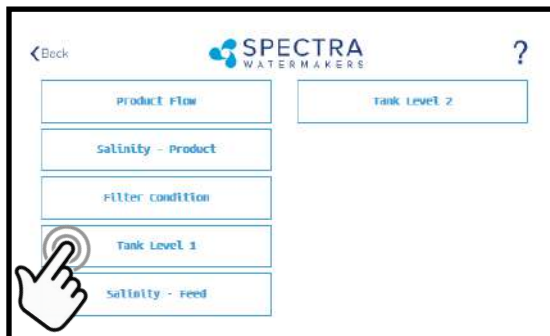 Back
SPECTRA
WATERMAKERS
?
Product Flow
Tank Level 2
Salinity - Product
Filter Condition
Tank Level 1
Salinity - Feed